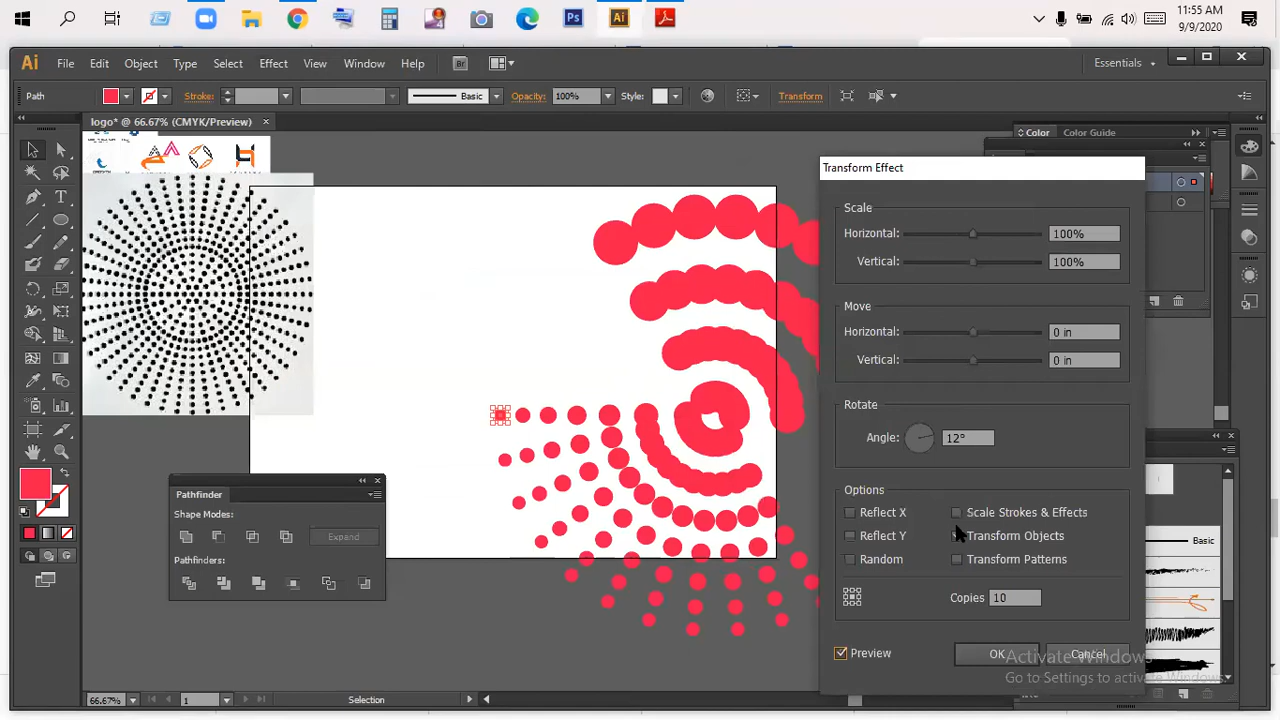 11:55 AM
9/9/2020
Ps
Ai
Ai
File Edit Object Type Select Effect View Window Help
Br
Essentials
Path
Stroke:
Basic
Opacity: 100%
Style:
Transform
logo* @ 66.67% (CMYK/Preview)
Color Color Guide
Transform Effect
Scale
Horizontal: 100%
Vertical: 100%
Move
Horizontal: 0 in
Vertical: 0 in
Rotate
Angle: 12°
Options
Reflect X
Scale Strokes & Effects
Reflect Y
Transform Objects
Random
Transform Patterns
Copies 10
Preview
OK
Cancel
Basic
Pathfinder
Shape Modes:
Expand
Pathfinders:
Activate Windows
Go to Settings to activate Windows.
66.67%
1
Selection